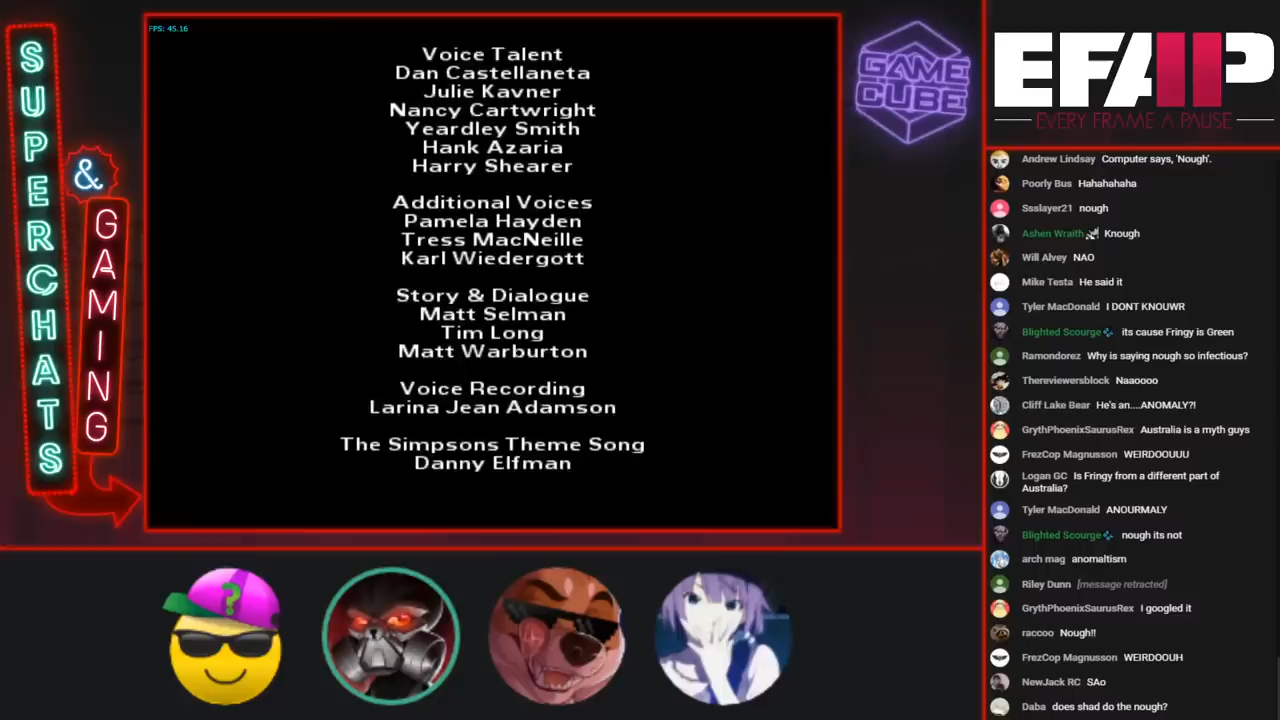 SUPERCHATS
&
GAMING
FPS: 45.16
Voice Talent
Dan Castellaneta
Julie Kavner
Nancy Cartwright
Yeardley Smith
Hank Azaria
Harry Shearer
Additional Voices
Pamela Hayden
Tress MacNeille
Karl Wiedergott
Story & Dialogue
Matt Selman
Tim Long
Matt Warburton
Voice Recording
Larina Jean Adamson
The Simpsons Theme Song
Danny Elfman
GAME
CUBE
?
EFAP
EVERY FRAME A PAUSE
Andrew Lindsay Computer says, 'Nough'.
Poorly Bus Hahahahaha
Ssslayer21 nough
Ashen Wraith Knough
Will Alvey NAO
Mike Testa He said it
Tyler MacDonald I DONT KNOUWR
Blighted Scourge its cause Fringy is Green
Ramondorez Why is saying nough so infectious?
Thereviewersblock Naaoooo
Cliff Lake Bear He's an....ANOMALY?!
GrythPhoenixSaurusRex Australia is a myth guys
FrezCop Magnusson WEIRDOOUUU
Logan GC Is Fringy from a different part of
Australia?
Tyler MacDonald ANOURMALY
Blighted Scourge nough its not
arch mag anomaltism
Riley Dunn [message retracted]
GrythPhoenixSaurusRex I googled it
raccoo Nough!!
FrezCop Magnusson WEIRDOOUH
NewJack RC SAo
Daba does shad do the nough?